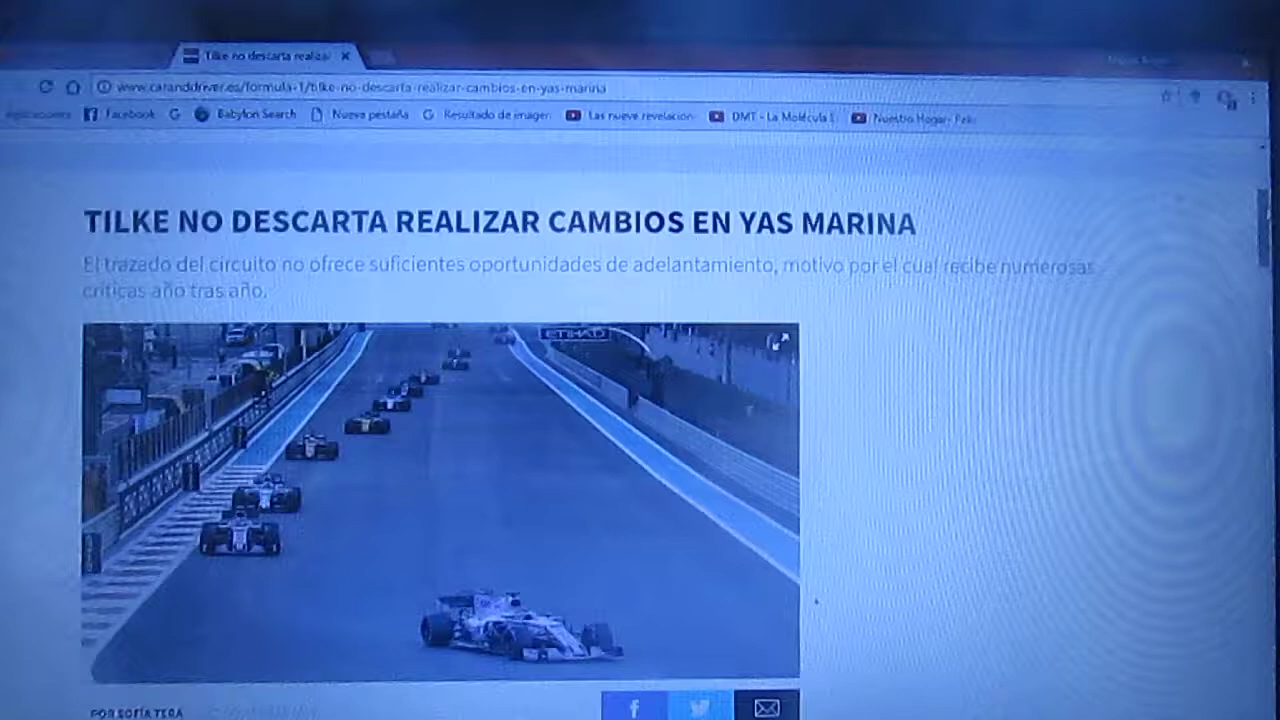 Tilke no descarta realizar
www.caranddriver.es/formula-1/tilke-no-descarta-realizar-cambios-en-yas-marina
Facebook Babylon Search Nueva pestaña Resultado de imagen Las nueve revelacion DMT - La Molécula Nuestro Hogar- Pelí
TILKE NO DESCARTA REALIZAR CAMBIOS EN YAS MARINA
El trazado del circuito no ofrece suficientes oportunidades de adelantamiento, motivo por el cual recibe numerosas
críticas año tras año.
ETIHAD
POR SOFÍA TERA